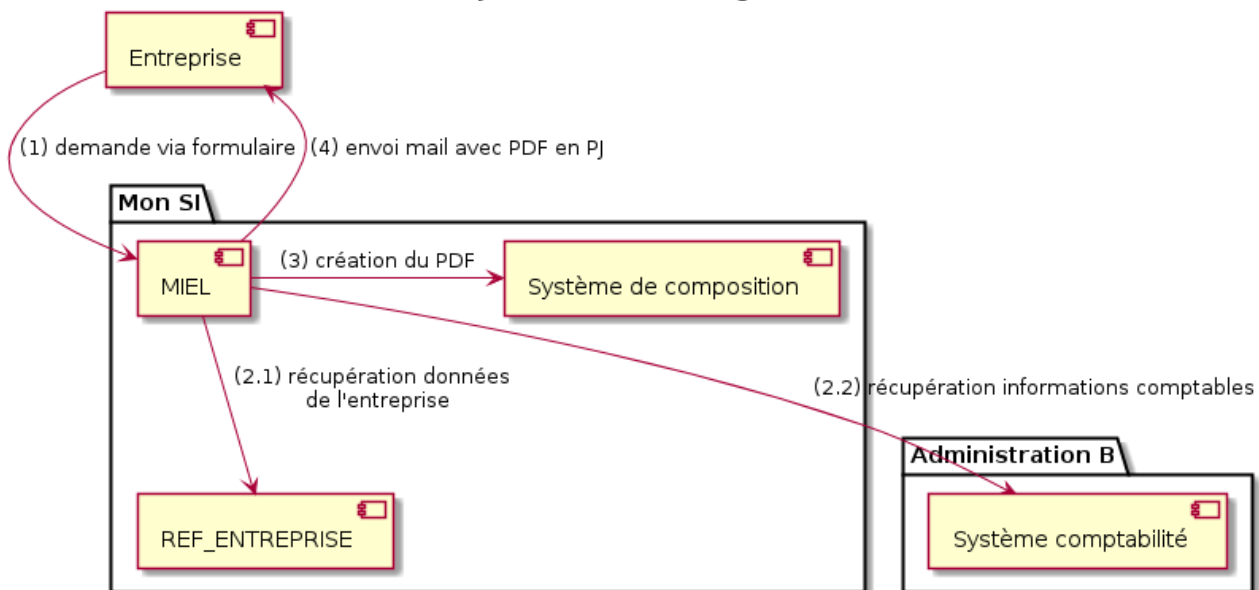 Entreprise
(1) demande via formulaire
(4) envoi mail avec PDF en PJ
Mon SI
MIEL
(3) création du PDF
Système de composition
(2.1) récupération données
de l'entreprise
(2.2) récupération informations comptables
Administration B
REF_ENTREPRISE
Système comptabilité